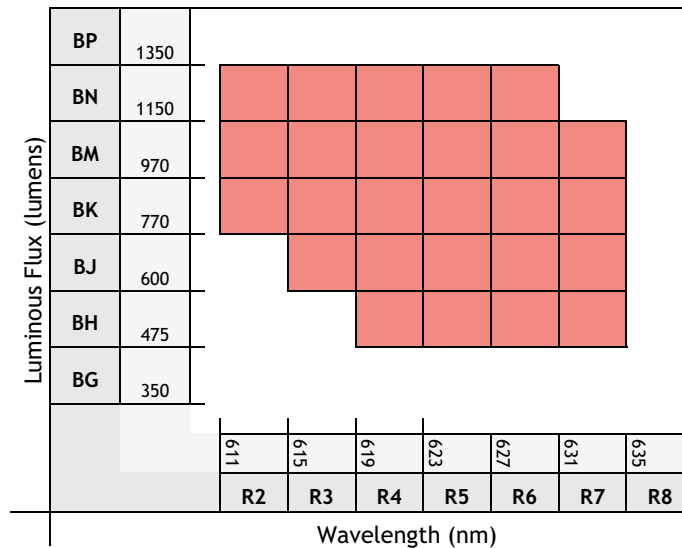 Luminous Flux (lumens)
BP 1350
BN 1150
BM 970
BK 770
BJ 600
BH 475
BG 350
611 615 619 623 627 631 635
R2 R3 R4 R5 R6 R7 R8
Wavelength (nm)